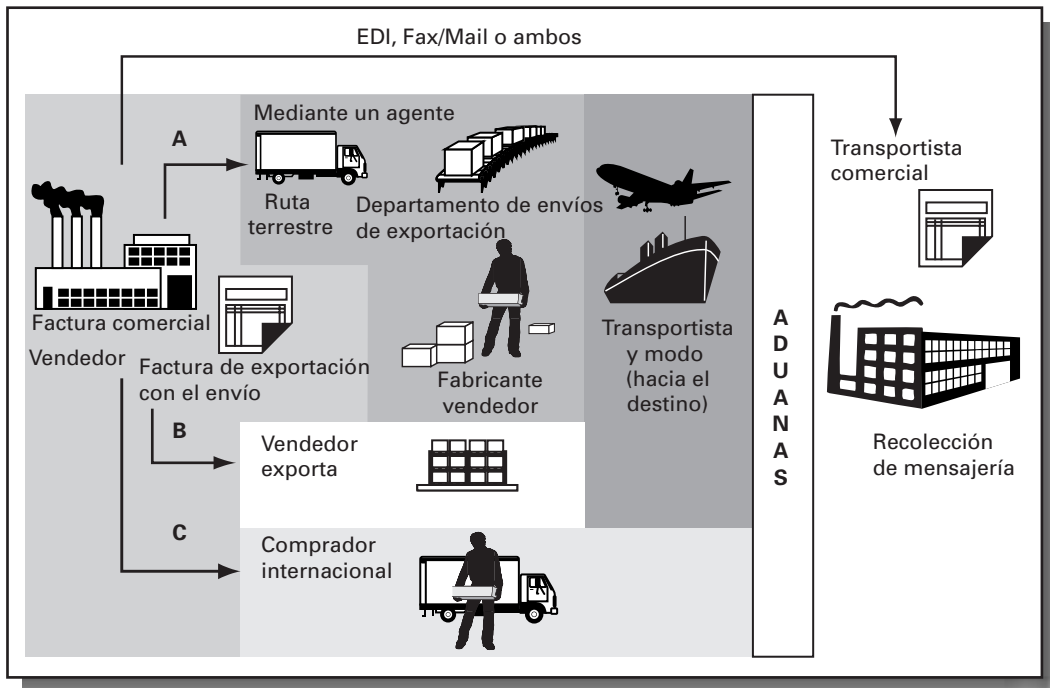 EDI, Fax/Mail o ambos
A
Mediante un agente
Ruta
terrestre
Departamento de envíos
de exportación
Transportista
comercial
Factura comercial
Vendedor
Factura de exportación
con el envío
Fabricante
vendedor
Transportista
y modo
(hacia el
destino)
A
D
U
A
N
A
S
Recolección
de mensajería
B
Vendedor
exporta
C
Comprador
internacional